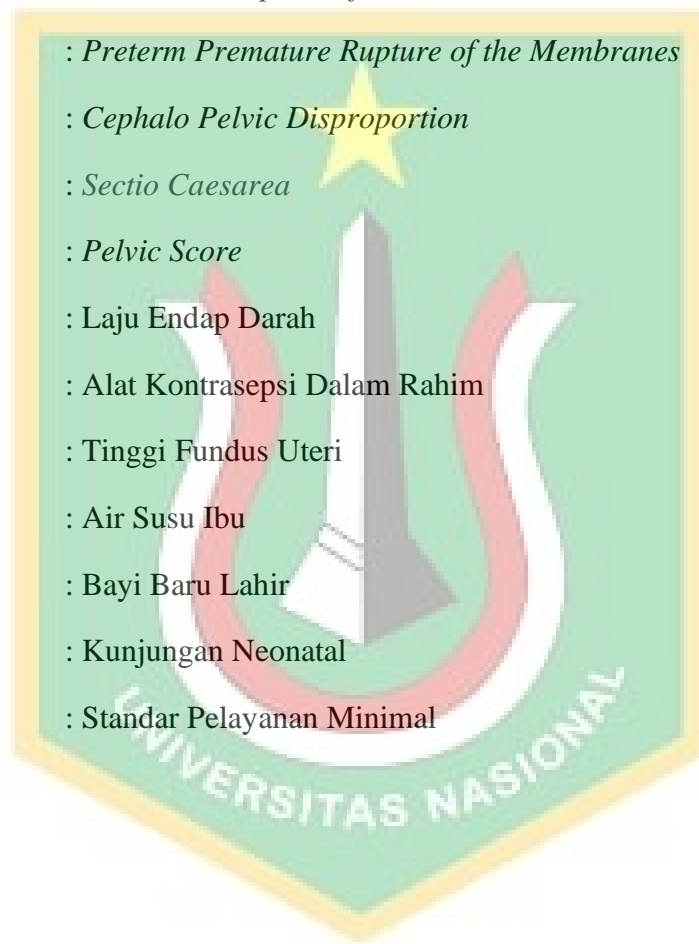 : Preterm Premature Rupture of the Membranes
: Cephalo Pelvic Disproportion
: Sectio Caesarea
: Pelvic Score
: Laju Endap Darah
: Alat Kontrasepsi Dalam Rahim
: Tinggi Fundus Uteri
: Air Susu Ibu
: Bayi Baru Lahir
: Kunjungan Neonatal
: Standar Pelayanan Minimal
UNIVERSITAS NASIONAL